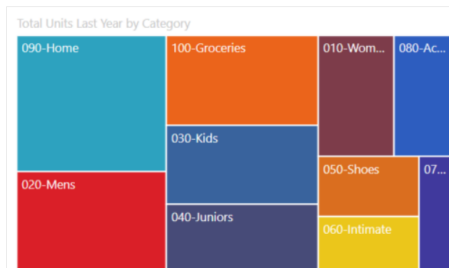 Total Units Last Year by Category
090-Home
100-Groceries
010-Wom...
080-Ac...
030-Kids
020-Mens
050-Shoes
07...
040-Juniors
060-Intimate